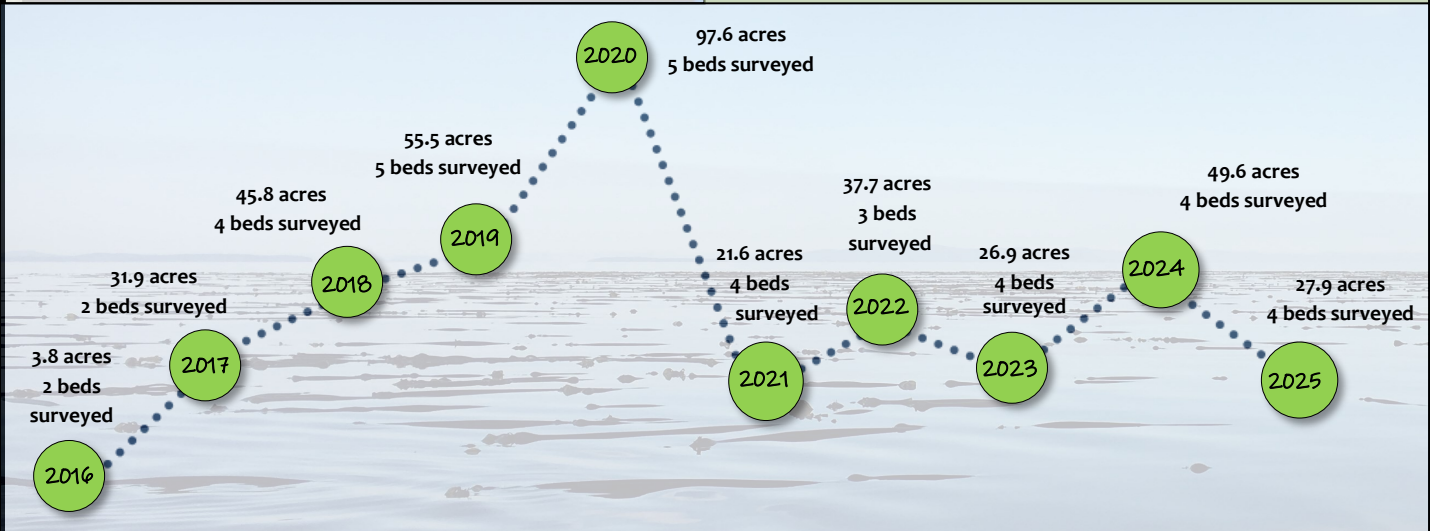 3.8 acres
2 beds
surveyed
2016
31.9 acres
2 beds surveyed
2017
45.8 acres
4 beds surveyed
2018
55.5 acres
5 beds surveyed
2019
97.6 acres
5 beds surveyed
2020
21.6 acres
4 beds
surveyed
2021
37.7 acres
3 beds
surveyed
2022
26.9 acres
4 beds
surveyed
2023
49.6 acres
4 beds surveyed
2024
27.9 acres
4 beds surveyed
2025